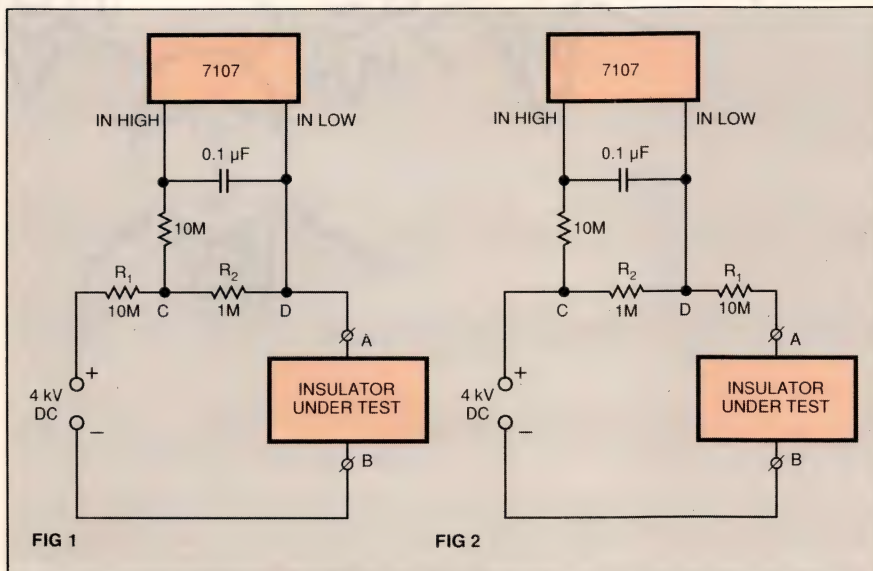 7107
IN HIGH
IN LOW
0.1 µF
10M
R1
R2
10M
C
1M
D
A
+
4 kV
DC
–
INSULATOR
UNDER TEST
B
FIG 1
7107
IN HIGH
IN LOW
0.1 µF
10M
R2
R1
C
1M
D
10M
A
+
4 kV
DC
–
INSULATOR
UNDER TEST
B
FIG 2